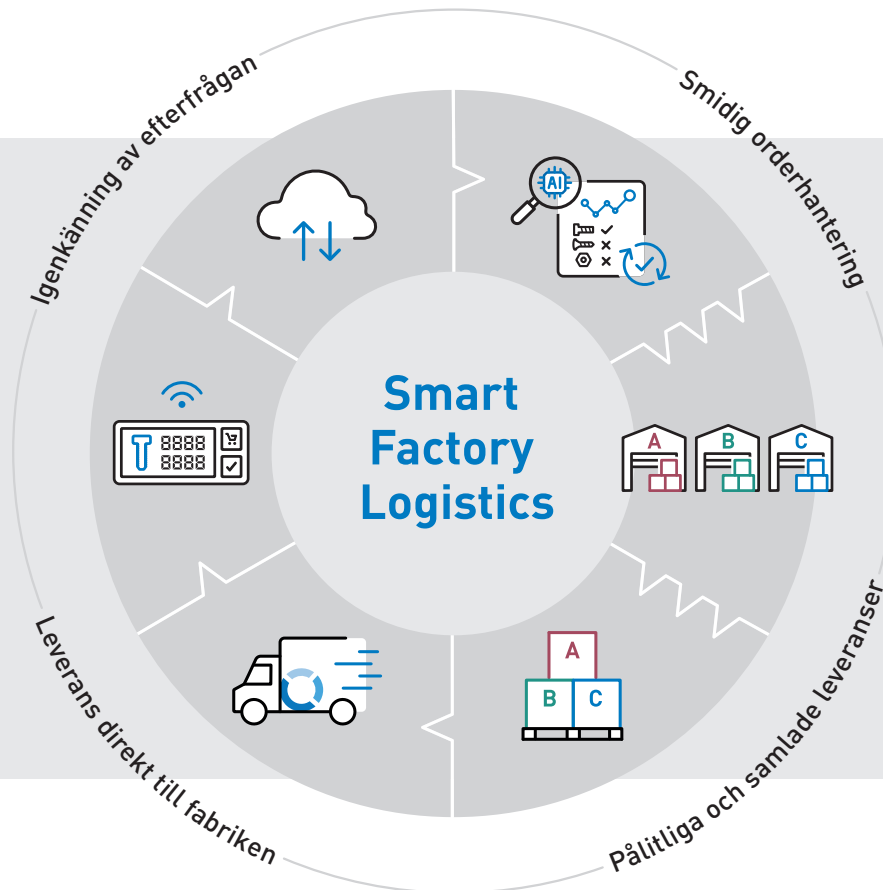 Igenkänning av efterfrågan
Smidig orderhantering
AI
Smart
Factory
Logistics
A
B
C
8888
8888
A
B
C
Leverans direkt till fabriken
Pålitliga och samlade leveranser